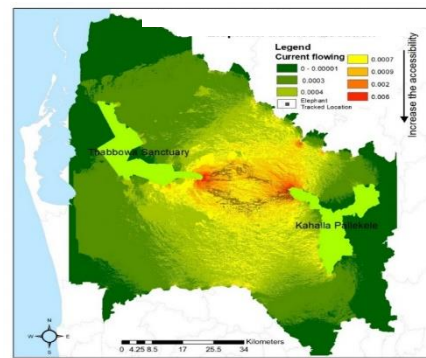 Legend
Current flowing
0 - 0.00001
0.0003
0.0004
0.0007
0.0009
0.002
0.006
Elephant
Tracked Location
Increase the accessibility
Thabbowa Sanctuary
Kahalla Pallekele
N
W
E
S
Kilometers
0 4.25 8.5 17 25.5 34